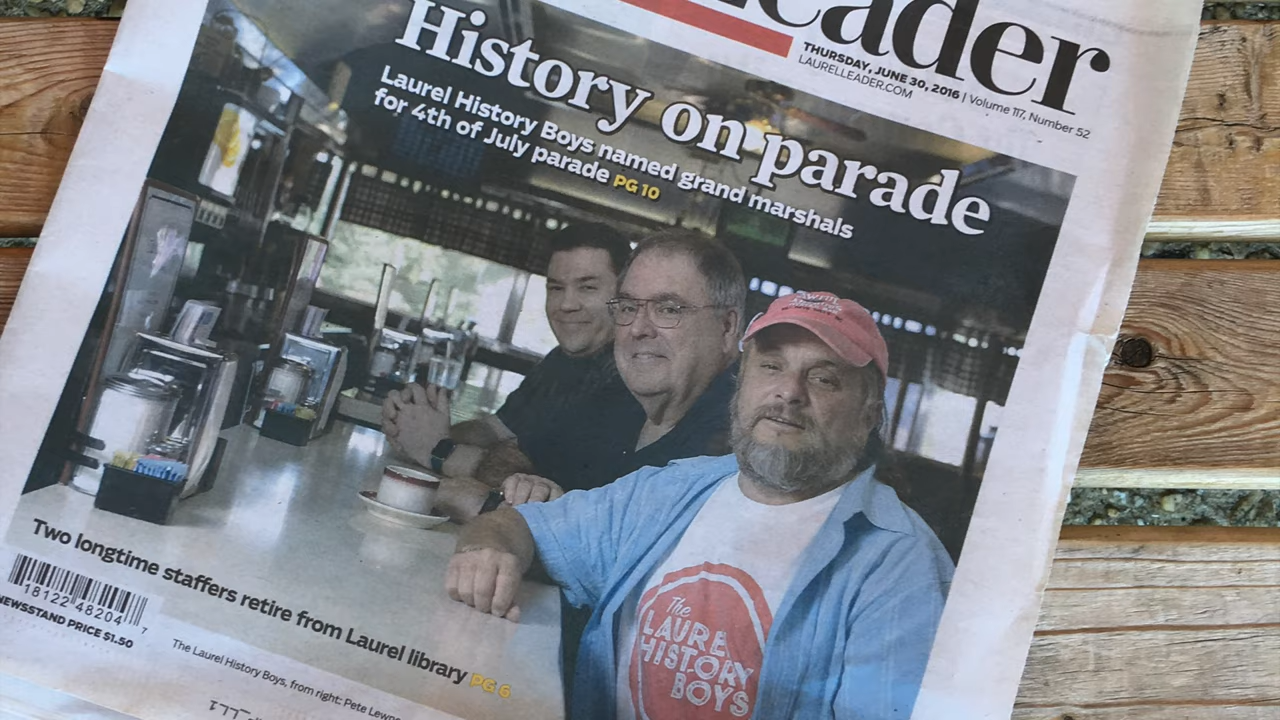 Leader
THURSDAY, JUNE 30, 2016 | Volume 117, Number 52
LAURELLEADER.COM
History on parade
Laurel History Boys named grand marshals
for 4th of July parade PG 10
The
LAUREL
HISTORY
BOYS
Two longtime staffers retire from Laurel library PG 6
18122 48204 7
NEWSSTAND PRICE $1.50
The Laurel History Boys, from right: Pete